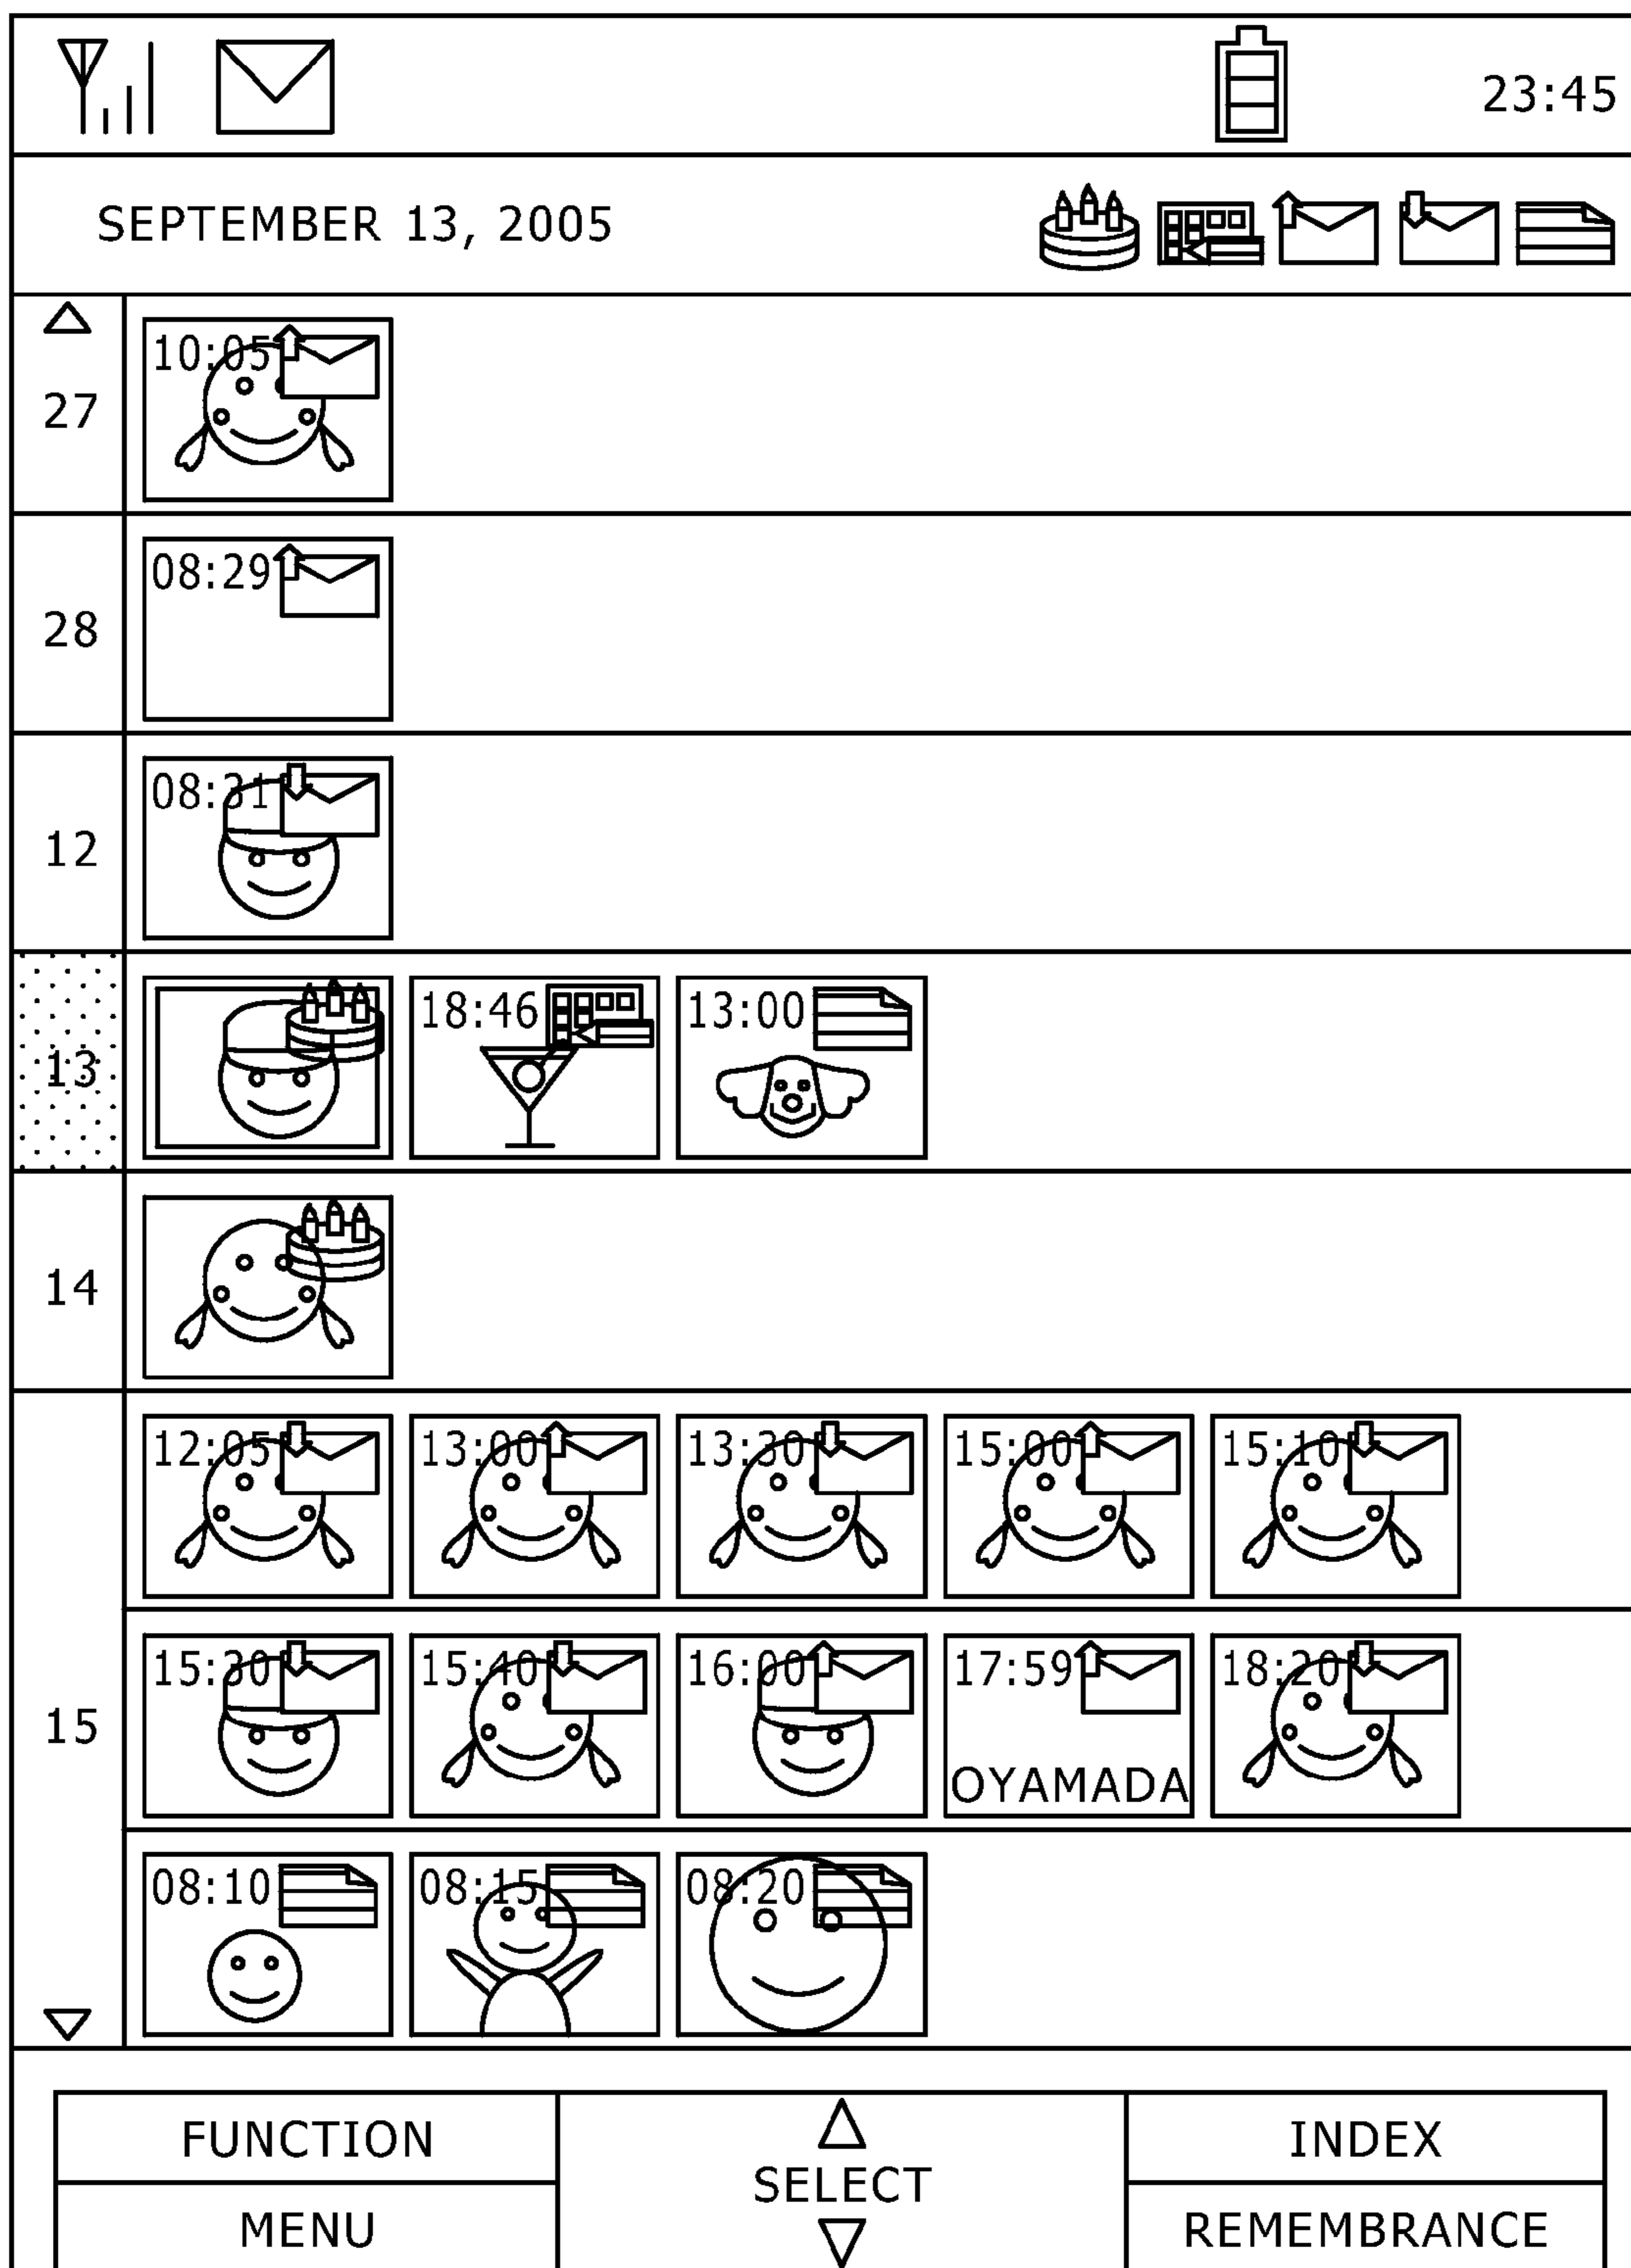 23:45
SEPTEMBER 13, 2005
27
10:05
28
08:29
12
08:31
13
18:46 13:00
14
12:05 13:00 13:30 15:00 15:10
15
15:30 15:40 16:00 17:59 18:20
OYAMADA
08:10 08:15 08:20
FUNCTION
SELECT
INDEX
MENU
REMEMBRANCE